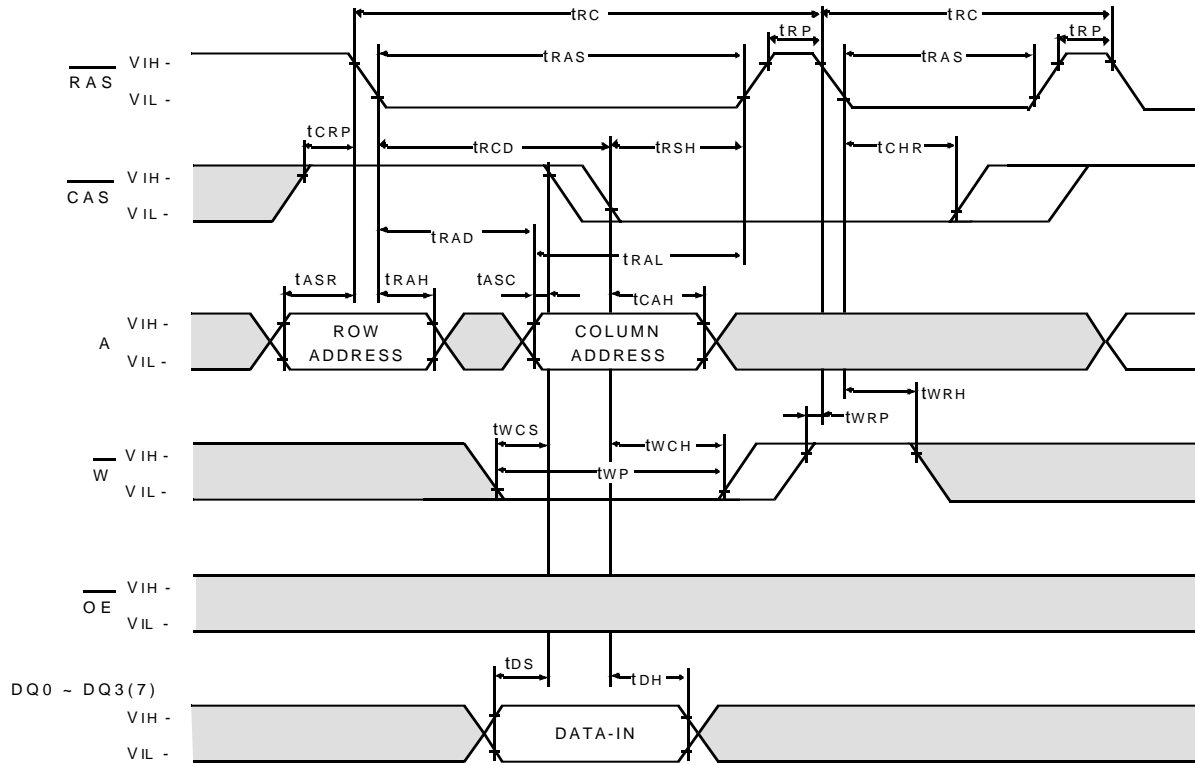 tRC tRC
tRP tRP
RAS VIH - tRAS tRAS
VIL -
tCRP tRCD tRSH tCHR
CAS VIH -
VIL -
tRAD
tRAL
tASR tRAH tASC tCAH
A VIH - ROW ADDRESS COLUMN ADDRESS
VIL -
tWRH
tWRP
tWCS tWCH
W VIH - tWP
VIL -
OE VIH -
VIL -
tDS tDH
DQ0 ~ DQ3(7)
VIH - DATA-IN
VIL -